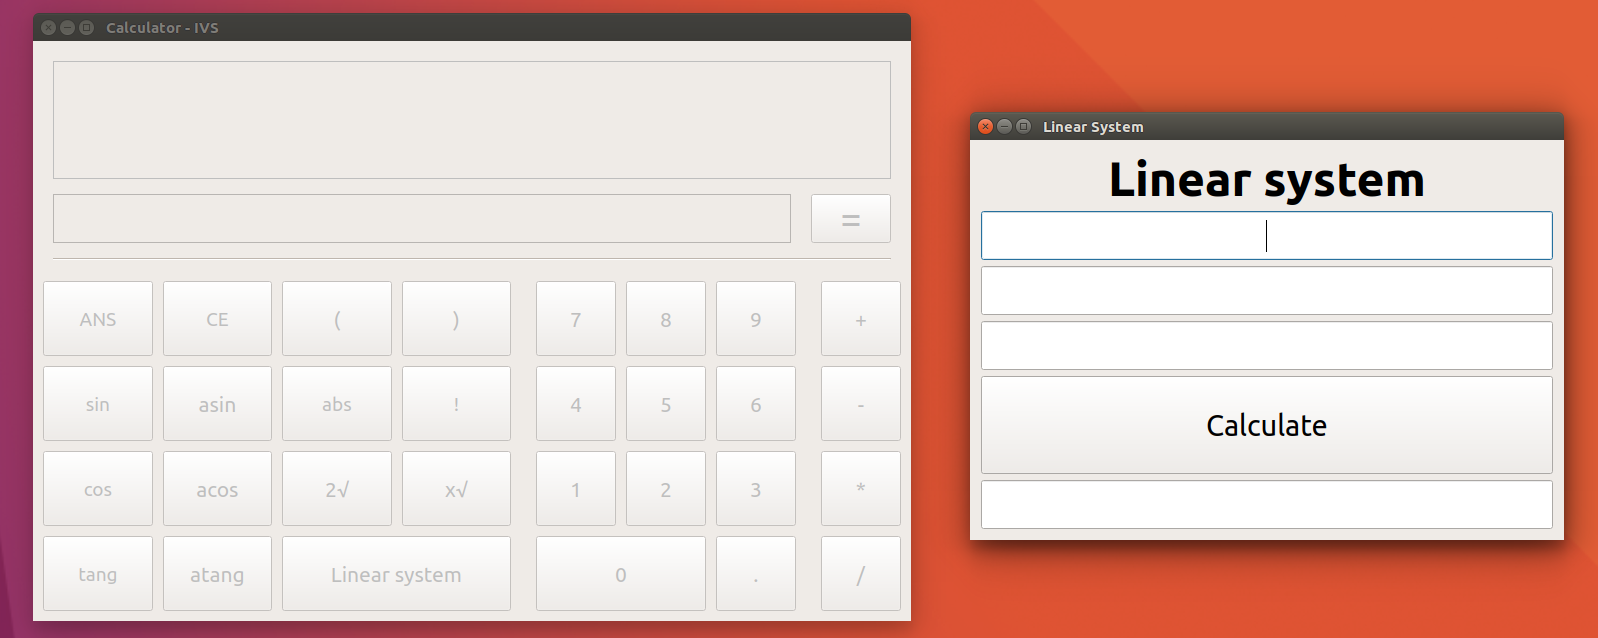 Calculator - IVS
=
ANS CE ( ) 7 8 9 +
sin asin abs ! 4 5 6 -
cos acos 2√ x√ 1 2 3 *
tang atang Linear system 0 . /
Linear System
Linear system
Calculate